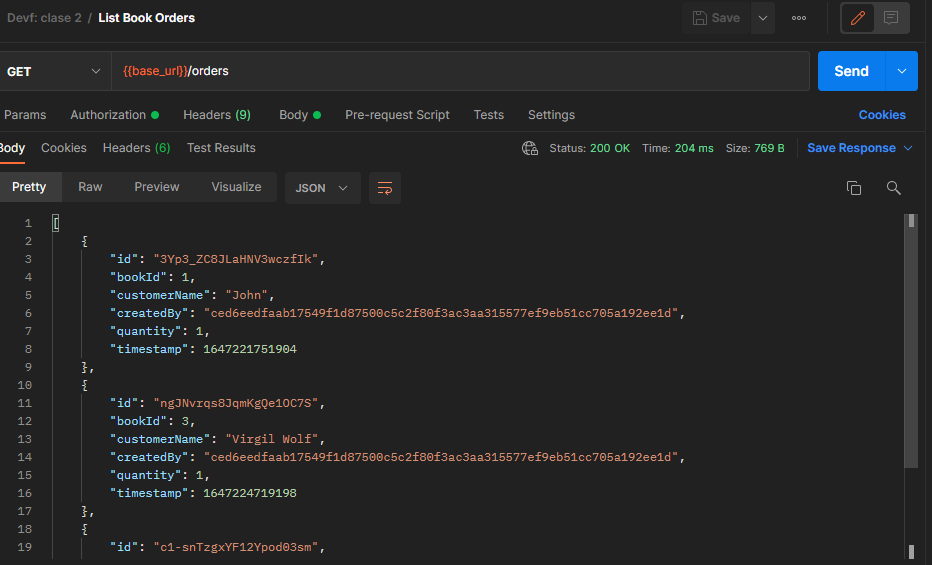 Devf: clase 2 / List Book Orders
Save
GET {{base_url}}/orders Send
Params Authorization Headers (9) Body Pre-request Script Tests Settings Cookies
Body Cookies Headers (6) Test Results Status: 200 OK Time: 204 ms Size: 769 B Save Response
Pretty Raw Preview Visualize JSON
1 [
2 {
3 "id": "3Yp3_ZC8JLaHNV3wczfIk",
4 "bookId": 1,
5 "customerName": "John",
6 "createdBy": "ced6eedfaab17549f1d87500c5c2f80f3ac3aa315577ef9eb51cc705a192ee1d",
7 "quantity": 1,
8 "timestamp": 1647221751904
9 },
10 {
11 "id": "ngJNvrqs8JqmKgQe1OC7S",
12 "bookId": 3,
13 "customerName": "Virgil Wolf",
14 "createdBy": "ced6eedfaab17549f1d87500c5c2f80f3ac3aa315577ef9eb51cc705a192ee1d",
15 "quantity": 1,
16 "timestamp": 1647224719198
17 },
18 {
19 "id": "c1-snTzgxYF12Ypod03sm",